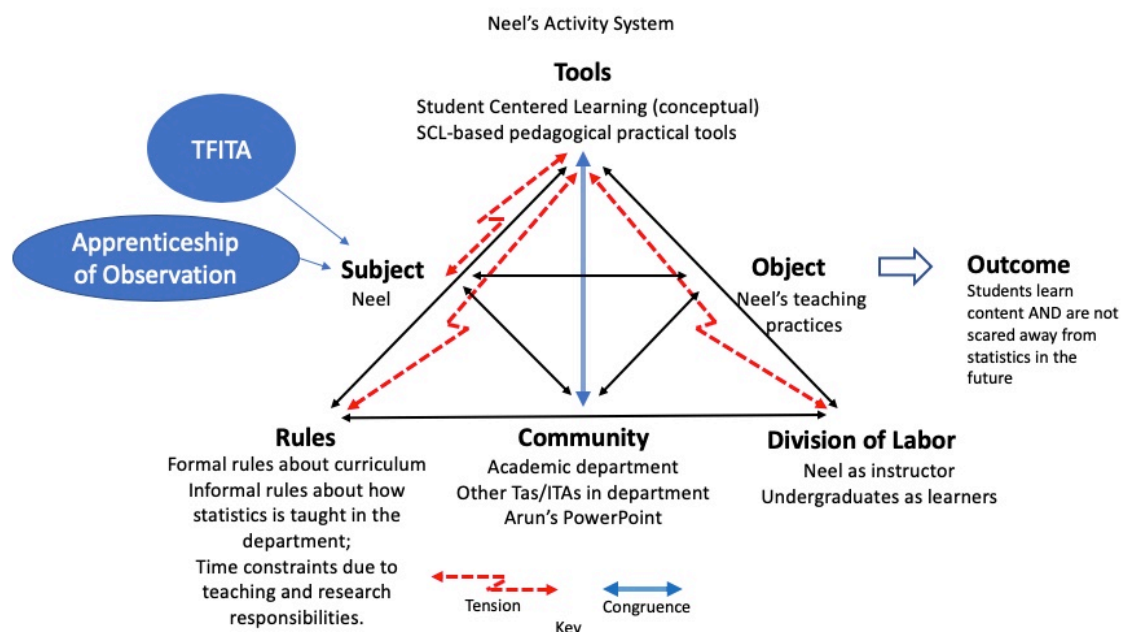 Neel's Activity System
Tools
Student Centered Learning (conceptual)
SCL-based pedagogical practical tools
TFITA
Apprenticeship
of Observation
Subject
Neel
Object
Neel's teaching
practices
Outcome
Students learn
content AND are not
scared away from
statistics in the
future
Rules
Formal rules about curriculum
Informal rules about how
statistics is taught in the
department;
Time constraints due to
teaching and research
responsibilities.
Community
Academic department
Other Tas/ITAs in department
Arun's PowerPoint
Division of Labor
Neel as instructor
Undergraduates as learners
Tension
Congruence
Key